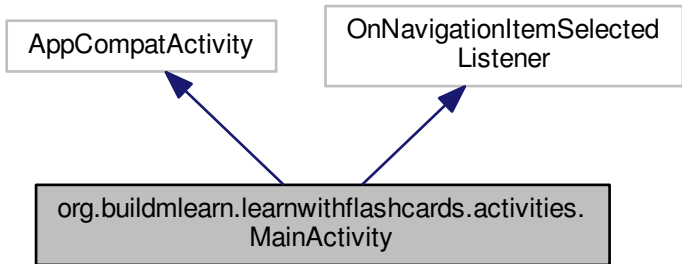 AppCompatActivity
OnNavigationItemSelected
Listener
org.buildmlearn.learnwithflashcards.activities.
MainActivity